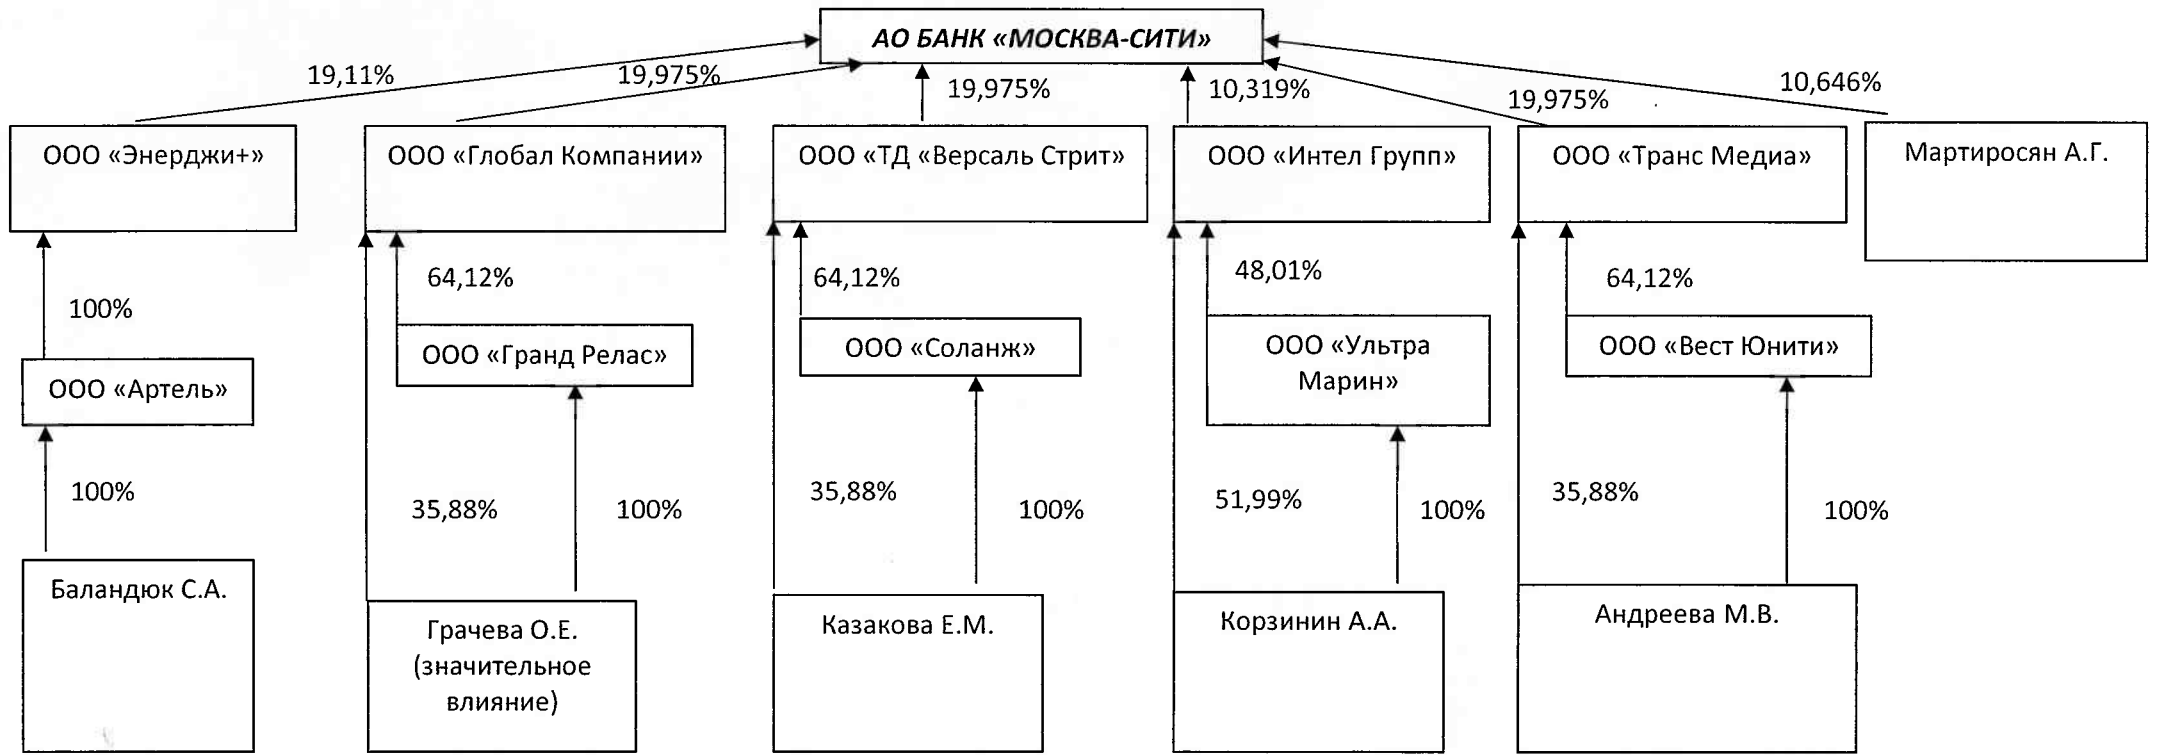 АО БАНК «МОСКВА-СИТИ»
19,11%
19,975%
19,975%
10,319%
19,975%
10,646%
ООО «Энерджи+»
ООО «Глобал Компании»
ООО «ТД «Версаль Стрит»
ООО «Интел Групп»
ООО «Транс Медиа»
Мартиросян А.Г.
100%
64,12%
64,12%
48,01%
64,12%
ООО «Артель»
ООО «Гранд Релас»
ООО «Соланж»
ООО «Ультра
Марин»
ООО «Вест Юнити»
100%
35,88%
100%
35,88%
100%
51,99%
100%
35,88%
100%
Баландюк С.А.
Грачева О.Е.
(значительное
влияние)
Казакова Е.М.
Корзинин А.А.
Андреева М.В.